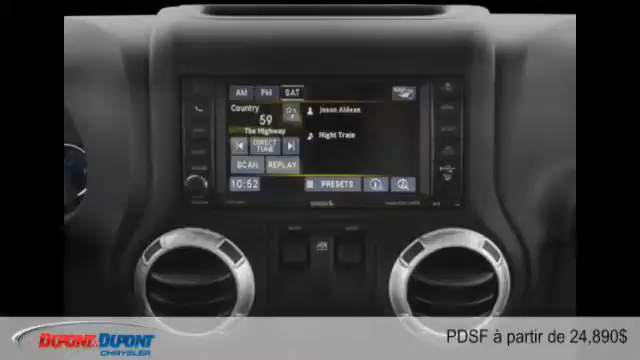 AM FM SAT
Country
59
The Highway
DIRECT
TUNE
SCAN REPLAY
10:52
Jason Aldean
Night Train
PRESETS
DUPONT & DUPONT
CHRYSLER
PDSF à partir de 24,890$